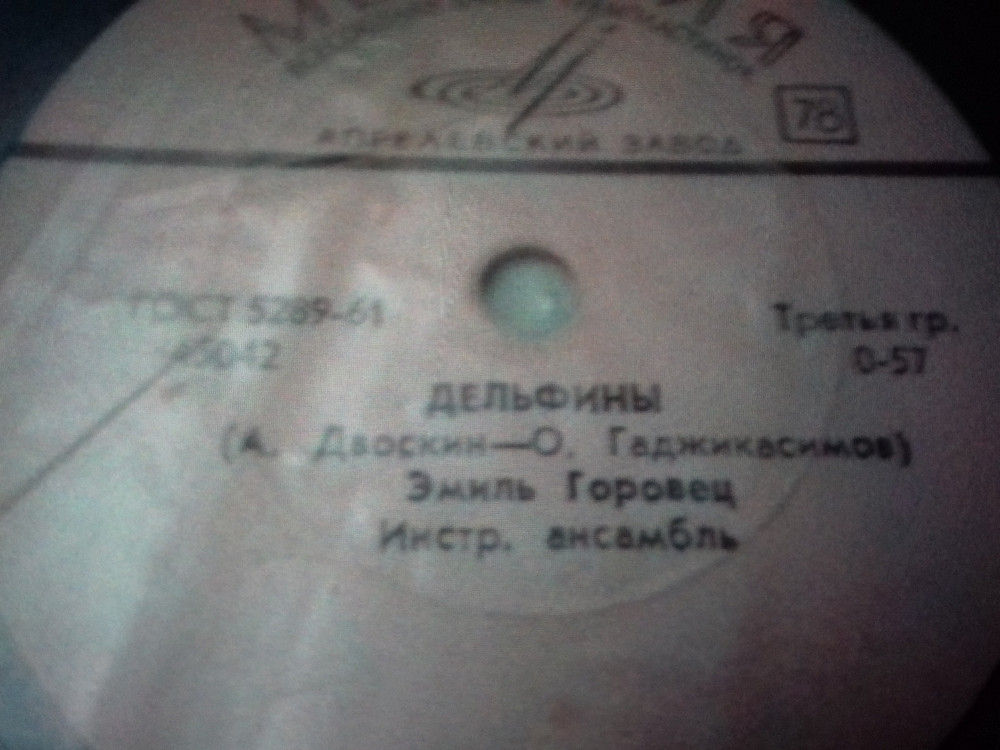 АПРЕЛЕВСКИЙ ЗАВОД
78
ГОСТ 5289-61
Третья гр.
0-57
ДЕЛЬФИНЫ
(А. Двоскин—О. Гаджикасимов)
Эмиль Горовец
Инстр. ансамбль